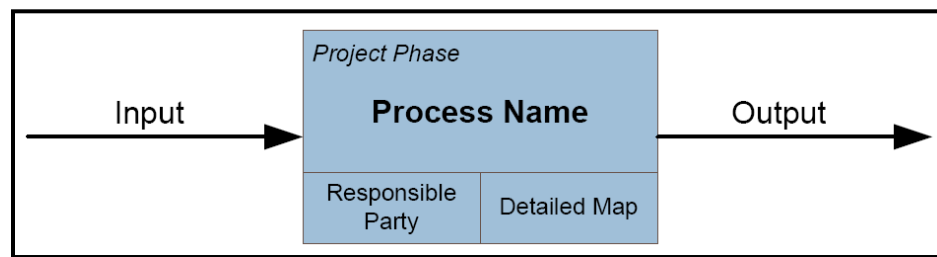 Project Phase
Input
Process Name
Output
Responsible
Party
Detailed Map